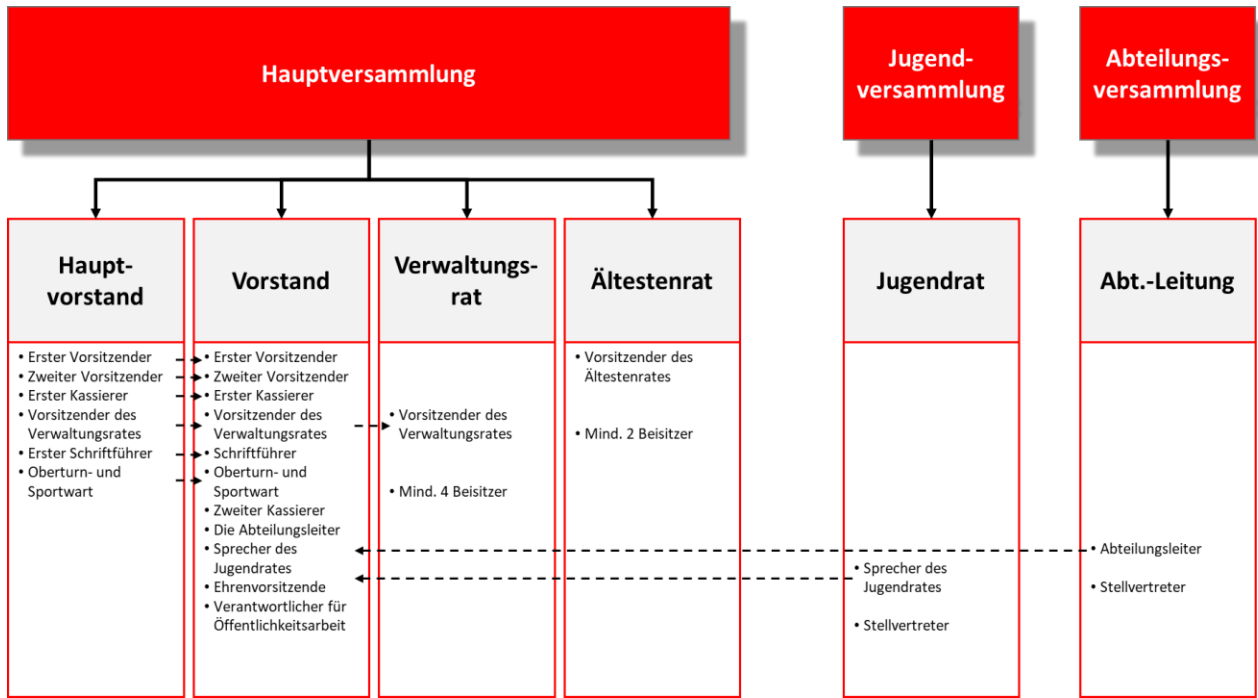 Hauptversammlung
Jugend-
versammlung
Abteilungs-
versammlung
Haupt-
vorstand
Vorstand
Verwaltungs-
rat
Ältestenrat
Jugendrat
Abt.-Leitung
• Erster Vorsitzender
• Zweiter Vorsitzender
• Erster Kassierer
• Vorsitzender des
Verwaltungsrates
• Erster Schriftführer
• Oberturn- und
Sportwart
• Erster Vorsitzender
• Zweiter Vorsitzender
• Erster Kassierer
• Vorsitzender des
Verwaltungsrates
• Schriftführer
• Oberturn- und
Sportwart
• Zweiter Kassierer
• Die Abteilungsleiter
• Sprecher des
Jugendrates
• Ehrenvorsitzende
• Verantwortlicher für
Öffentlichkeitsarbeit
• Vorsitzender des
Verwaltungsrates
• Mind. 4 Beisitzer
• Vorsitzender des
Ältestenrates
• Mind. 2 Beisitzer
• Sprecher des
Jugendrates
• Stellvertreter
• Abteilungsleiter
• Stellvertreter